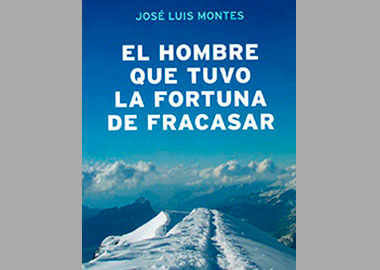 JOSÉ LUIS MONTES
EL HOMBRE
QUE TUVO
LA FORTUNA
DE FRACASAR